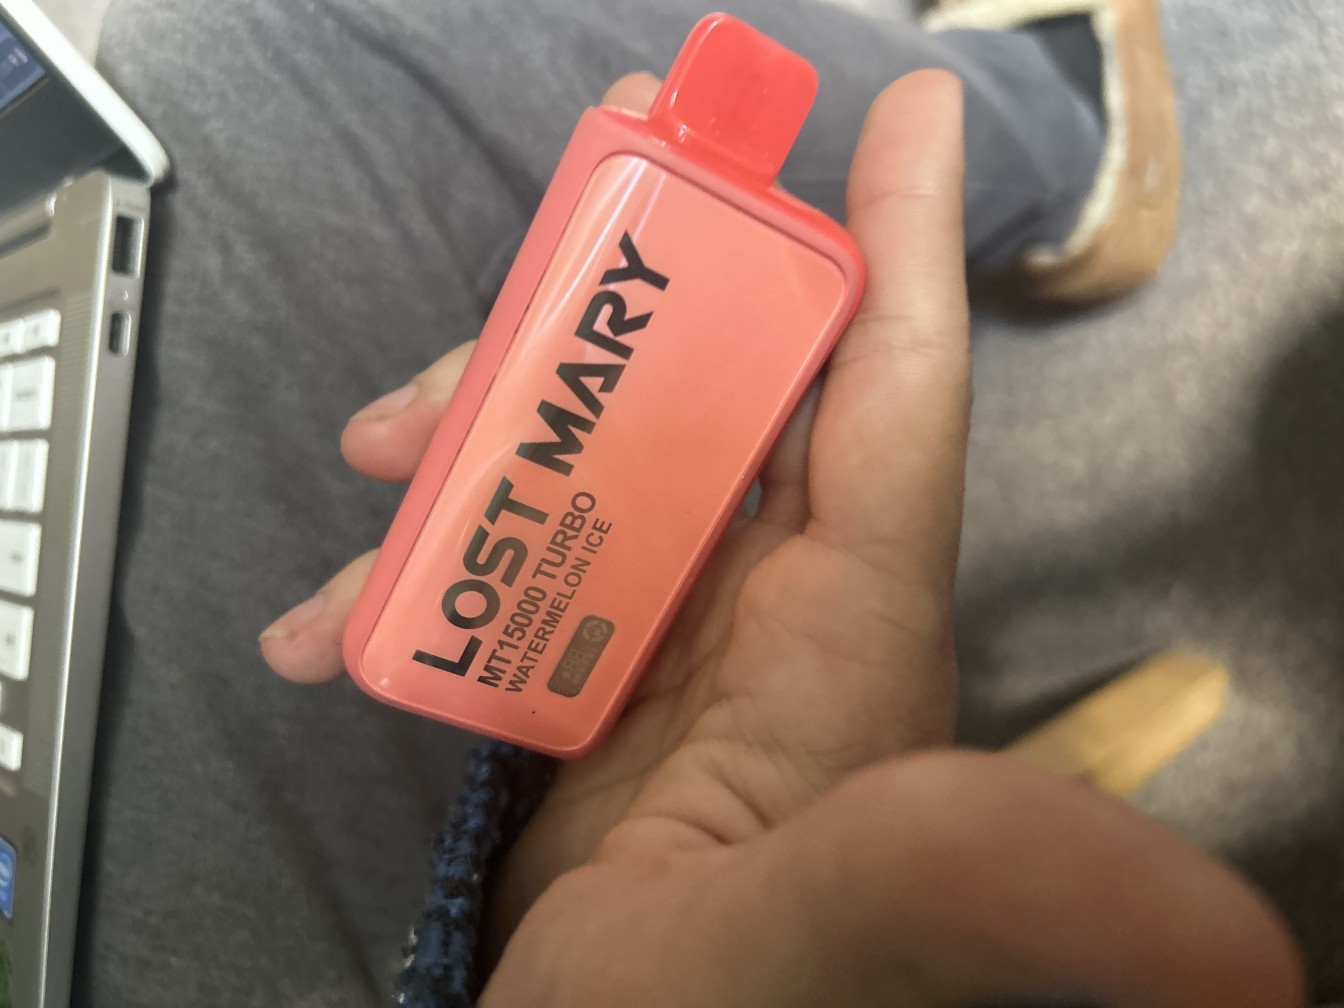 LOST MARY
MT15000 TURBO
WATERMELON ICE